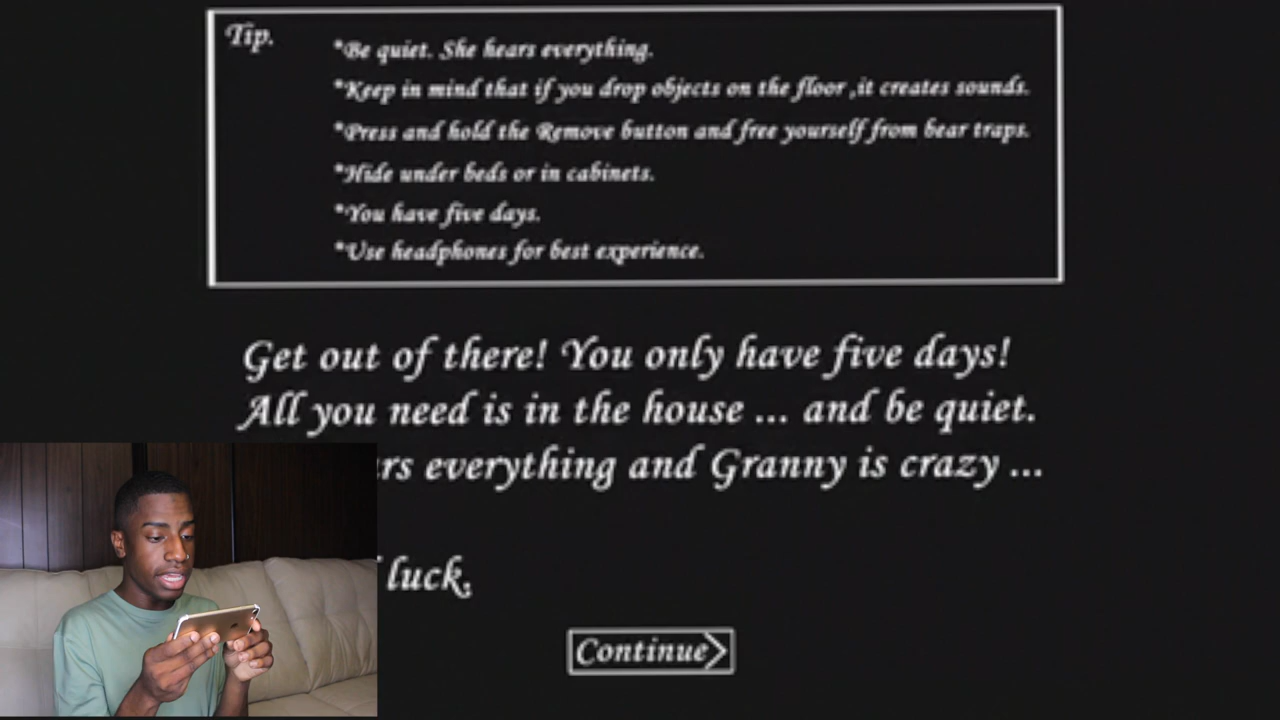 Tip.
*Be quiet. She hears everything.
*Keep in mind that if you drop objects on the floor ,it creates sounds.
*Press and hold the Remove button and free yourself from bear traps.
*Hide under beds or in cabinets.
*You have five days.
*Use headphones for best experience.
Get out of there! You only have five days!
All you need is in the house ... and be quiet.
everything and Granny is crazy ...
luck.
Continue>